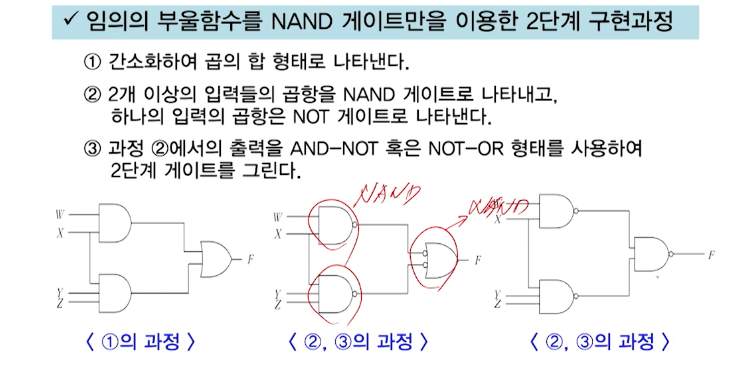 ✓ 임의의 부울함수를 NAND 게이트만을 이용한 2단계 구현과정
① 간소화하여 곱의 합 형태로 나타낸다.
② 2개 이상의 입력들의 곱항을 NAND 게이트로 나타내고,
하나의 입력의 곱항은 NOT 게이트로 나타낸다.
③ 과정 ②에서의 출력을 AND-NOT 혹은 NOT-OR 형태를 사용하여
2단계 게이트를 그린다.
W
X
Y
Z
F
NAND
W
X
Y
Z
F
NAND
X
Y
Z
F
〈 ①의 과정 〉
〈 ②, ③의 과정 〉
〈 ②, ③의 과정 〉